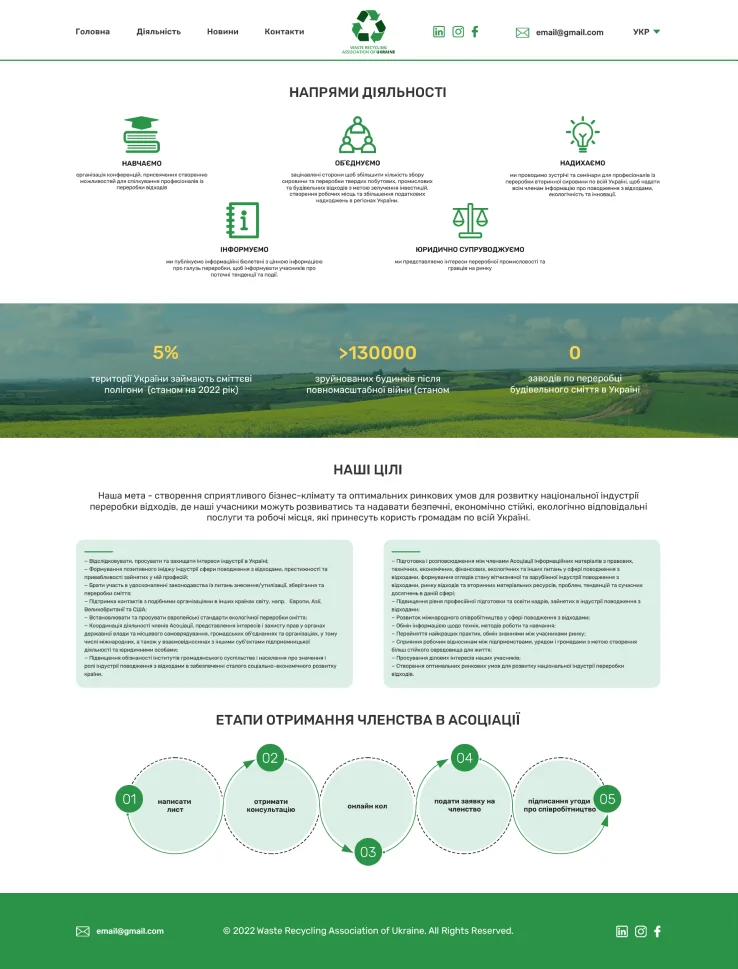 Головна
Діяльність
Новини
Контакти
WASTE RECYCLING
ASSOCIATION OF UKRAINE
email@gmail.com
УКР
НАПРЯМИ ДІЯЛЬНОСТІ
НАВЧАЄМО
організація конференцій, присвячення створенню
можливостей для спілкування професіоналів із
переробки відходів
ОБ'ЄДНУЄМО
зацікавлені сторони щоб збільшити кількість збору
сировини та переробки твердих побутових, промислових
та будівельних відходів з метою залучення інвестицій,
створення робочих місць та збільшення податкових
надходжень в регіонах України.
НАДИХАЄМО
ми проводимо зустрічі та семінари для професіоналів із
переробки вторинної сировини по всій Україні, щоб надати
всім членам інформацію про поводження з відходами,
екологічність та інновації.
ІНФОРМУЄМО
ми публікуємо інформаційні бюлетені з цінною інформацією
про галузь переробки, щоб інформувати учасників про
поточні тенденції та події.
ЮРИДИЧНО СУПРУВОДЖУЄМО
ми представляємо інтереси переробної промисловості та
гравців на ринку
5%
території України займають сміттєві
полігони (станом на 2022 рік)
>130000
зруйнованих будинків після
повномасштабної війни (станом
0
заводів по переробці
будівельного сміття в Україні
НАШІ ЦІЛІ
Наша мета - створення сприятливого бізнес-клімату та оптимальних ринкових умов для розвитку національної індустрії
переробки відходів, де наші учасники можуть розвиватись та надавати безпечні, економічно стійкі, екологічно відповідальні
послуги та робочі місця, які принесуть користь громадам по всій Україні.
– Відслідковувати, просувати та захищати інтереси індустрії в Україні;
– Формування позитивного іміджу індустрії сфери поводження з відходами, престижності та
привабливості зайнятих у ній професій;
– Брати участь в удосконаленні законодавства із питань знесення/утилізації, зберігання та
переробки сміття;
– Підтримка контактів з подібними організаціями в інших країнах світу, напр. Європи, Азії,
Великобританії та США;
– Встановлювати та просувати європейські стандарти екологічної переробки сміття;
– Координація діяльності членів Асоціації, представлення інтересів і захисту прав у органах
державної влади та місцевого самоврядування, громадських об'єднаннях та організаціях, у тому
числі міжнародних, а також у взаємовідносинах з іншими суб'єктами підприємницької
діяльності та юридичними особами;
– Підвищення обізнаності інститутів громадянського суспільства і населення про значення і
ролі індустрії поводження з відходами в забезпеченні сталого соціально-економічного розвитку
країни.
– Підготовка і розповсюдження між членами Асоціації інформаційних матеріалів з правових,
технічних, економічних, фінансових, екологічних та інших питань у сфері поводження з
відходами, формування оглядів стану вітчизняної та зарубіжної індустрії поводження з
відходами, ринку відходів та вторинних матеріальних ресурсів, проблем, тенденцій та сучасних
досягнень в даній сфері;
– Підвищення рівня професійної підготовки та освіти кадрів, зайнятих в індустрії поводження з
відходами;
– Розвиток міжнародного співробітництва у сфері поводження з відходами;
– Обмін інформацією щодо технік, методів роботи та навчання;
– Перейняття найкращих практик, обмін знаннями між учасниками ринку;
– Сприяння робочим відносинам між підприємствами, урядом і громадами з метою створення
більш стійкого середовища для життя;
– Просування ділових інтересів наших учасників;
– Створення оптимальних ринкових умов для розвитку національної індустрії переробки
відходів.
ЕТАПИ ОТРИМАННЯ ЧЛЕНСТВА В АСОЦІАЦІЇ
01
написати
лист
02
отримати
консультацію
онлайн кол
03
04
подати заявку на
членство
підписання угоди
про співробітництво
05
email@gmail.com
© 2022 Waste Recycling Association of Ukraine. All Rights Reserved.